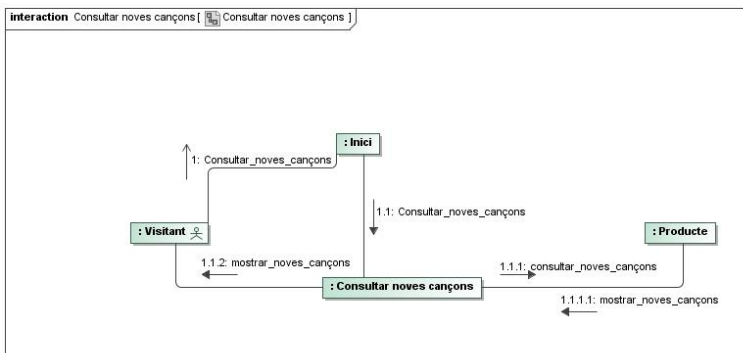 interaction Consultar noves cançons [ Consultar noves cançons ]
: Inici
1: Consultar_noves_cançons
1.1: Consultar_noves_cançons
: Visitant
: Producte
1.1.2: mostrar_noves_cançons
1.1.1: consultar_noves_cançons
: Consultar noves cançons
1.1.1.1: mostrar_noves_cançons